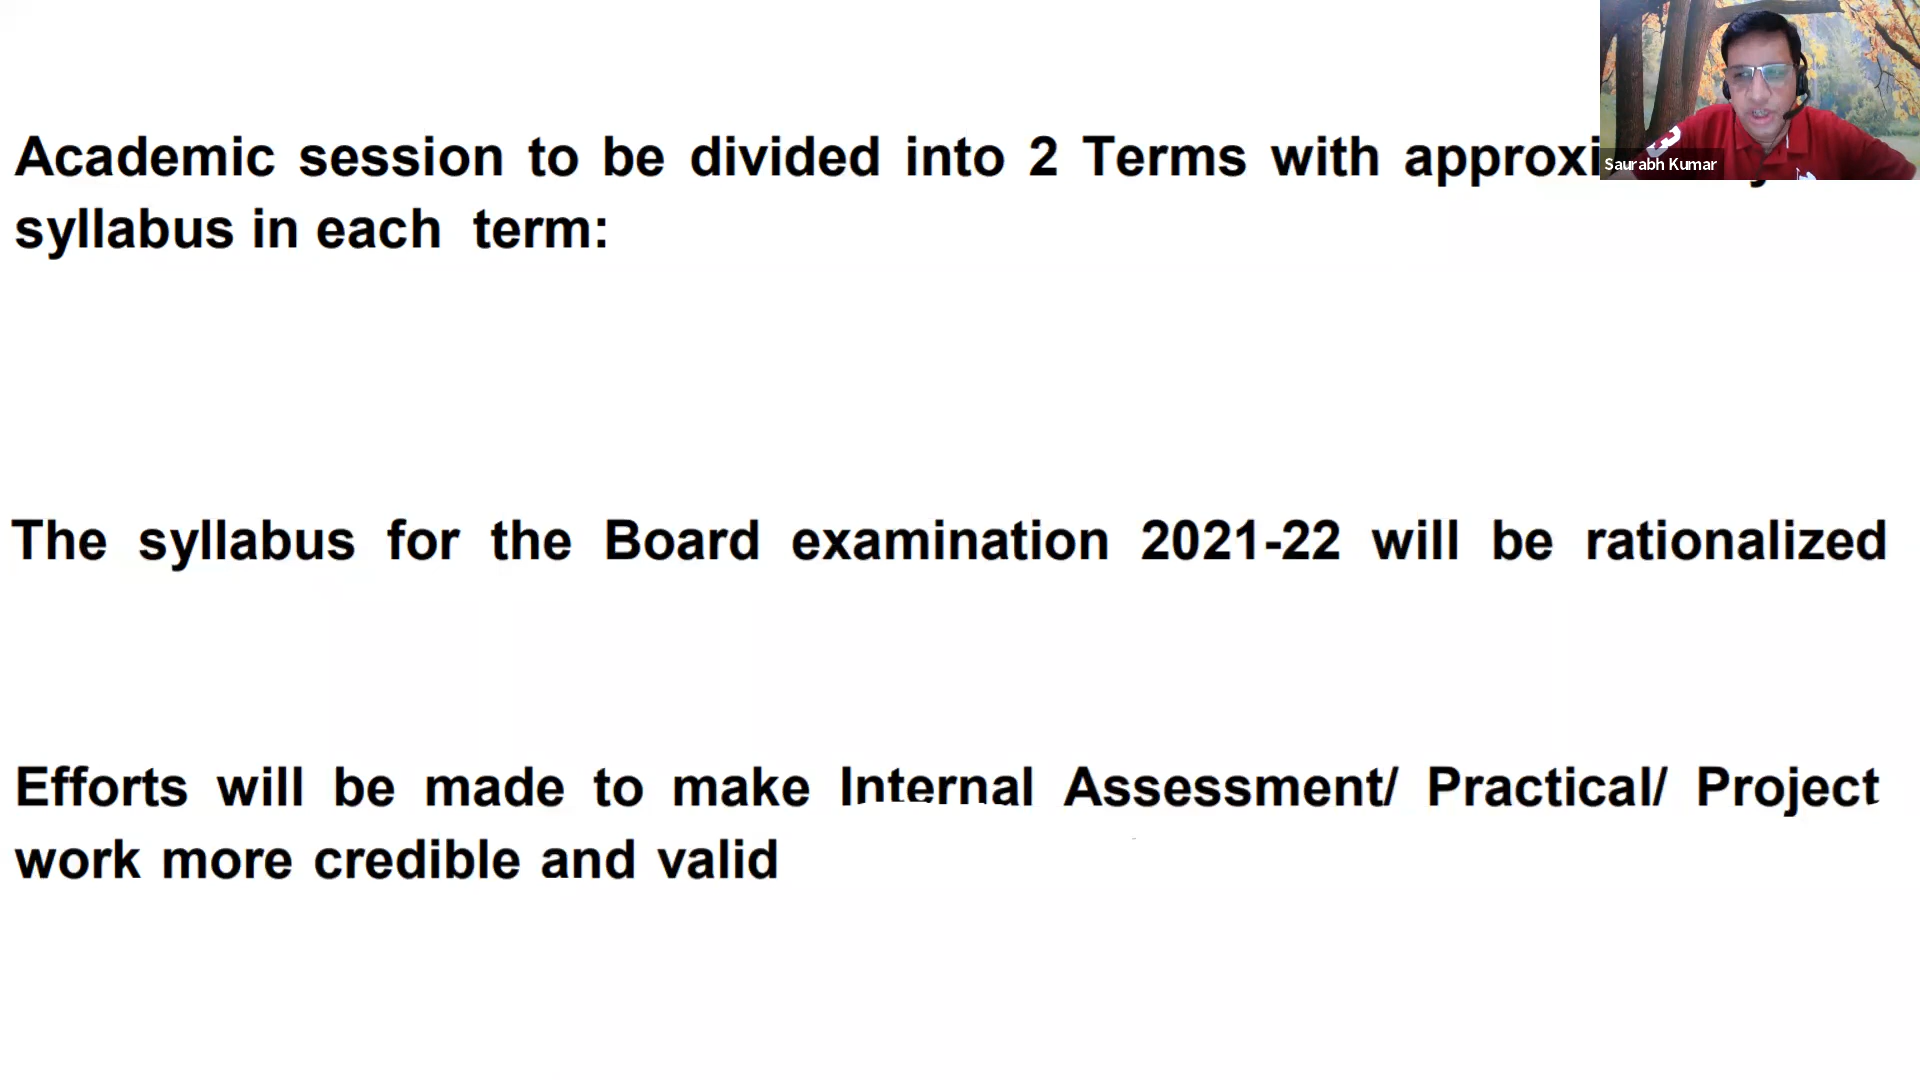 Academic session to be divided into 2 Terms with
syllabus in each term:
The syllabus for the Board examination 2021-22 will be rationalized
Efforts will be made to make Internal Assessment/ Practical/ Project
work more credible and valid
Saurabh Kumar